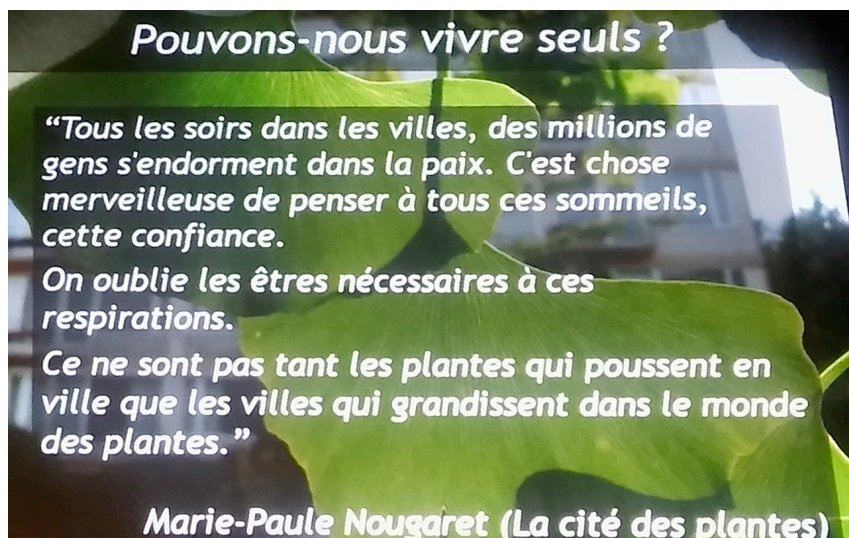 Pouvons-nous vivre seuls ?
“Tous les soirs dans les villes, des millions de
gens s'endorment dans la paix. C'est chose
merveilleuse de penser à tous ces sommeils,
cette confiance.
On oublie les êtres nécessaires à ces
respirations.
Ce ne sont pas tant les plantes qui poussent en
ville que les villes qui grandissent dans le monde
des plantes.”
Marie-Paule Nougaret (La cité des plantes)